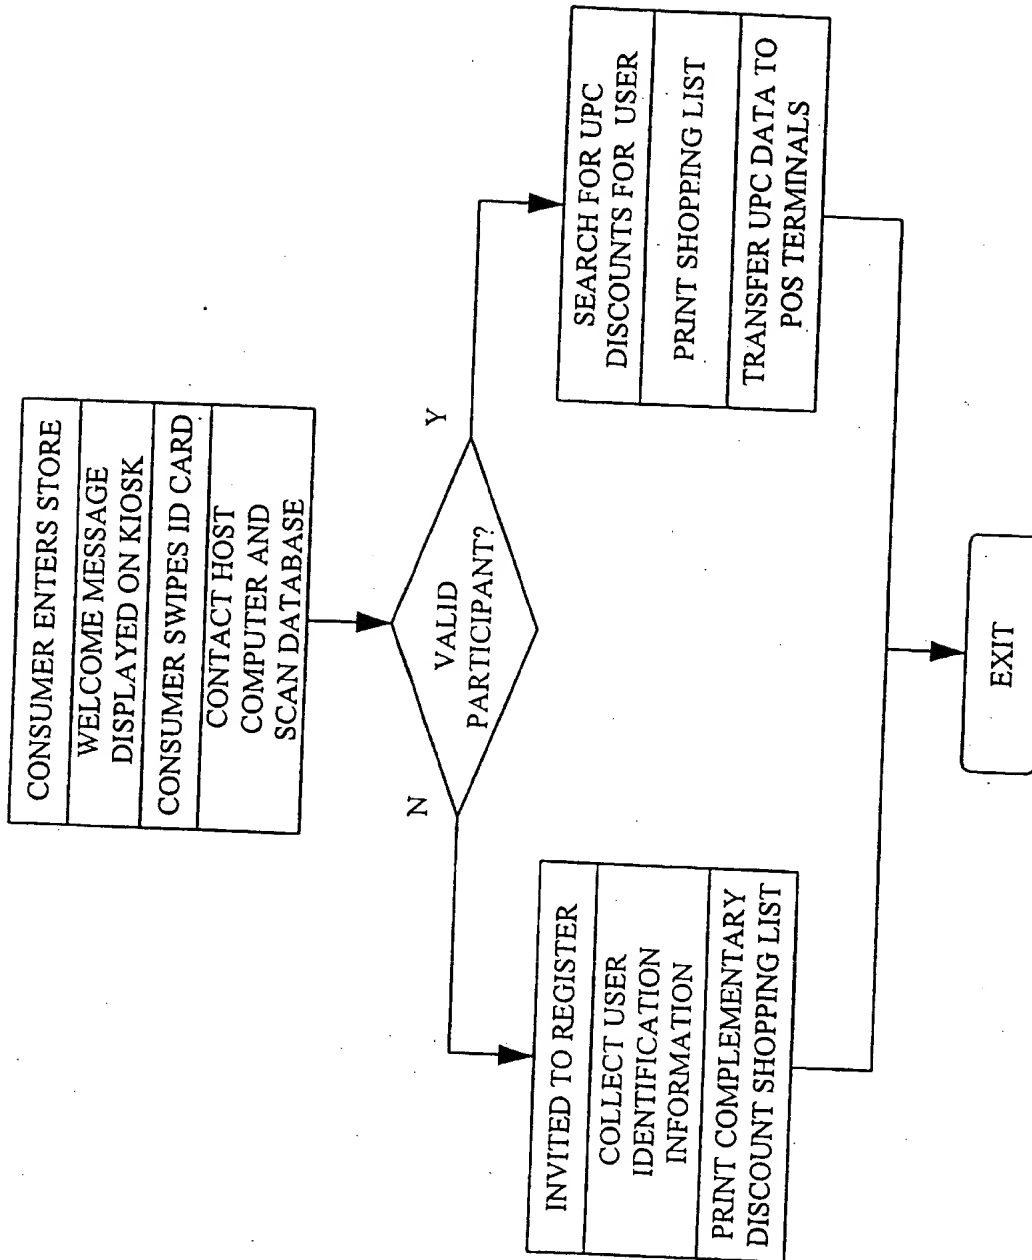 CONSUMER ENTERS STORE
WELCOME MESSAGE
DISPLAYED ON KIOSK
CONSUMER SWIPES ID CARD
CONTACT HOST
COMPUTER AND
SCAN DATABASE
VALID
PARTICIPANT?
N
Y
INVITED TO REGISTER
COLLECT USER
IDENTIFICATION
INFORMATION
PRINT COMPLEMENTARY
DISCOUNT SHOPPING LIST
SEARCH FOR UPC
DISCOUNTS FOR USER
PRINT SHOPPING LIST
TRANSFER UPC DATA TO
POS TERMINALS
EXIT